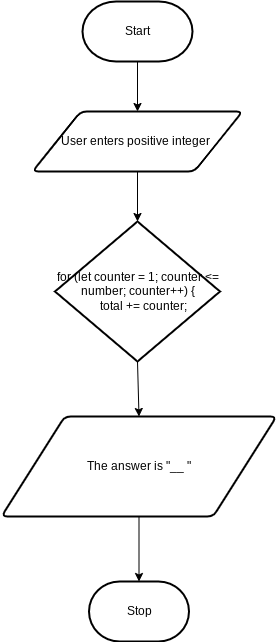 Start
User enters positive integer
for (let counter = 1; counter <=
number; counter++) {
total += counter;
The answer is "__ "
Stop